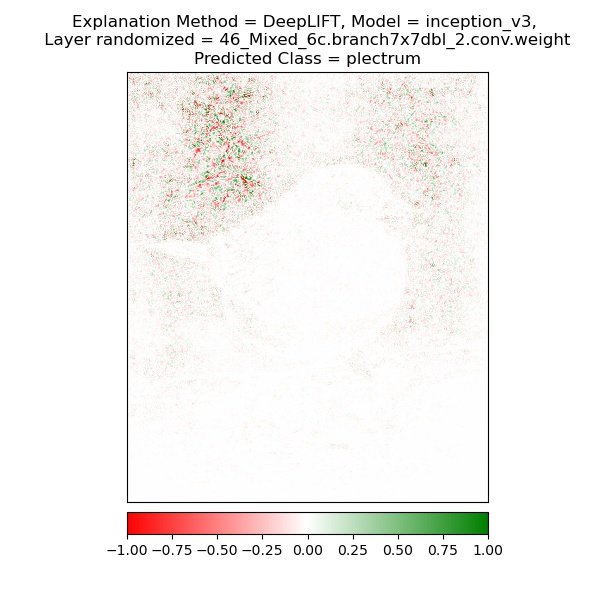 Explanation Method = DeepLIFT, Model = inception_v3,
Layer randomized = 46_Mixed_6c.branch7x7dbl_2.conv.weight
Predicted Class = plectrum
−1.00 −0.75 −0.50 −0.25 0.00 0.25 0.50 0.75 1.00